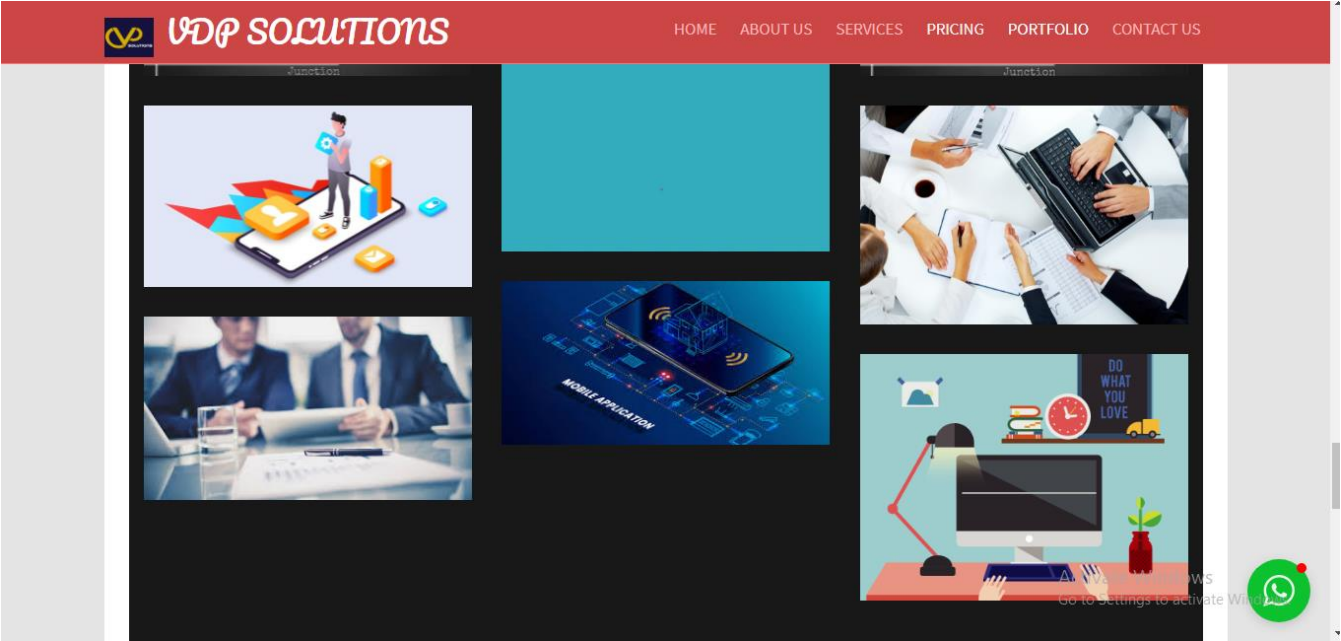 VDP SOLUTIONS
HOME ABOUT US SERVICES PRICING PORTFOLIO CONTACT US
SOLUTIONS
Junction
Junction
MOBILE APPLICATION
DO
WHAT
YOU
LOVE
Activate Windows
Go to Settings to activate Windows.